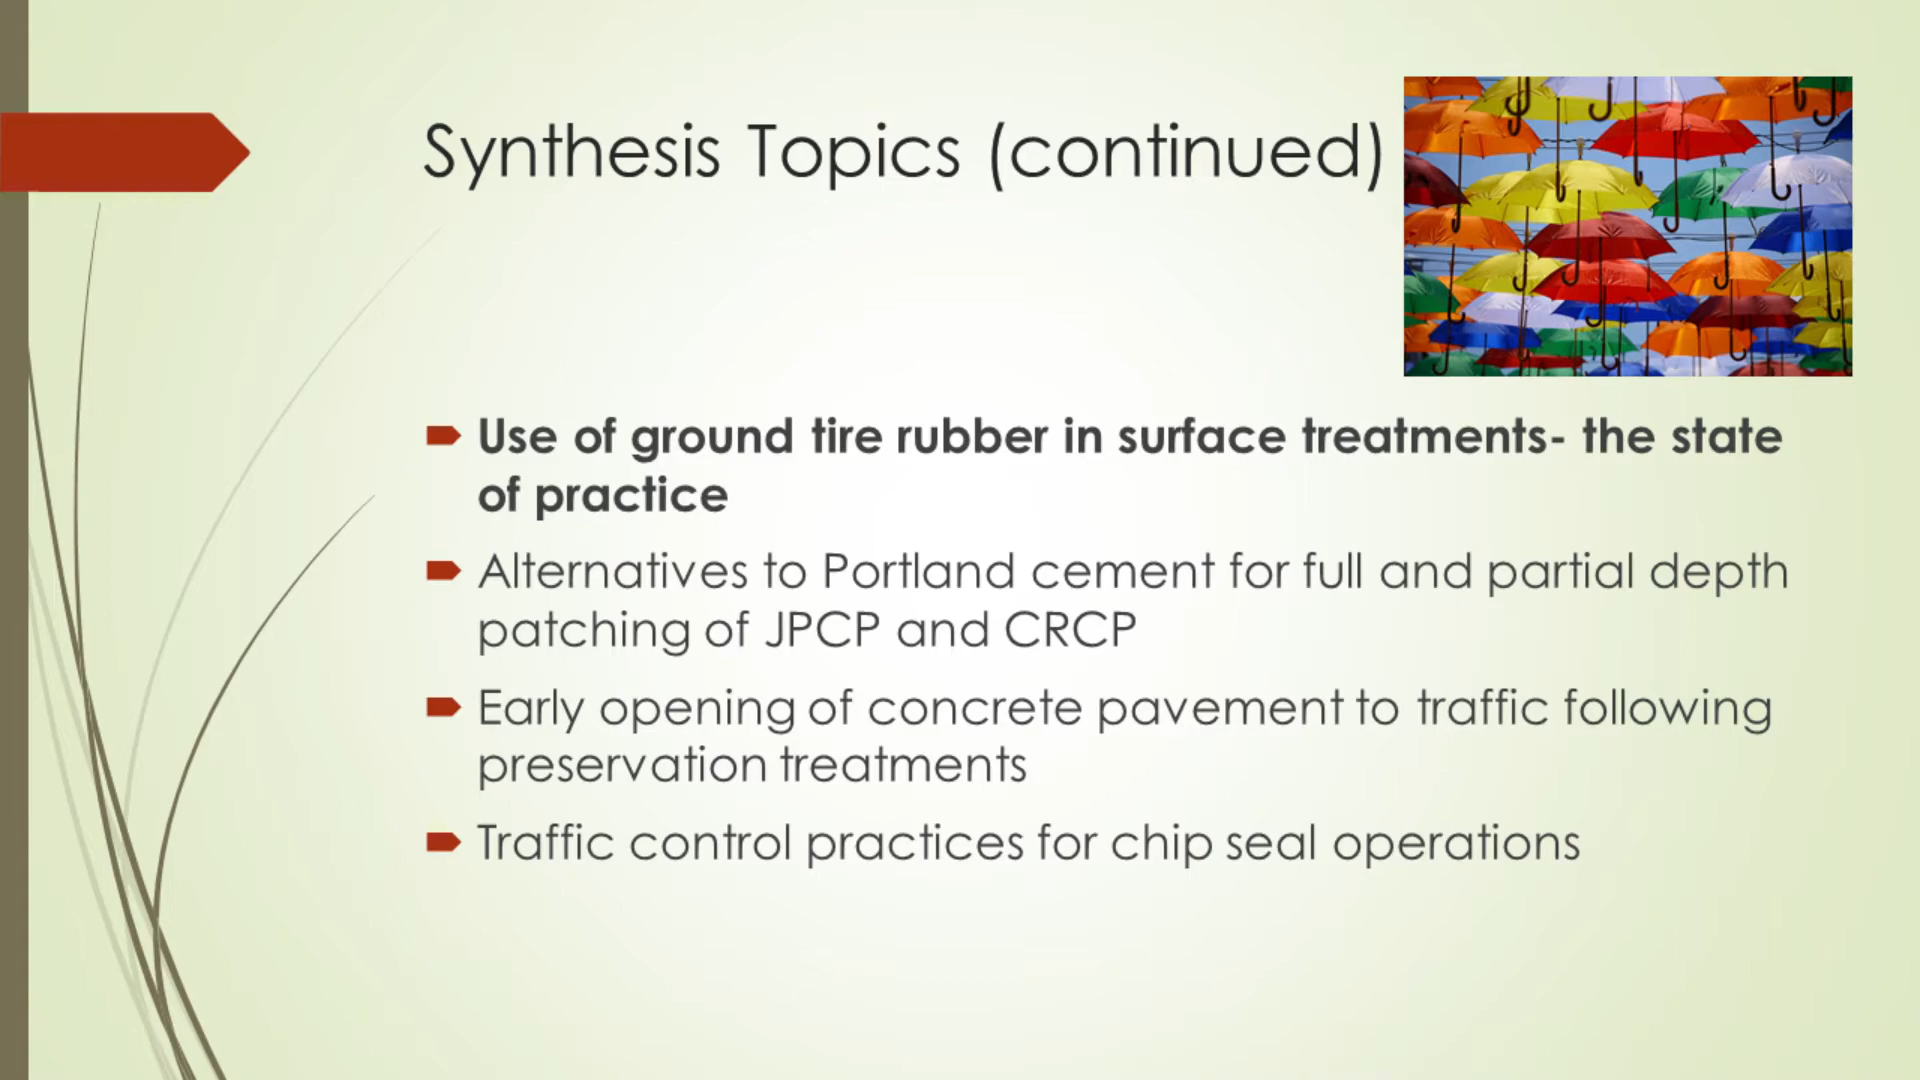 Synthesis Topics (continued)
Use of ground tire rubber in surface treatments- the state
of practice
Alternatives to Portland cement for full and partial depth
patching of JPCP and CRCP
Early opening of concrete pavement to traffic following
preservation treatments
Traffic control practices for chip seal operations